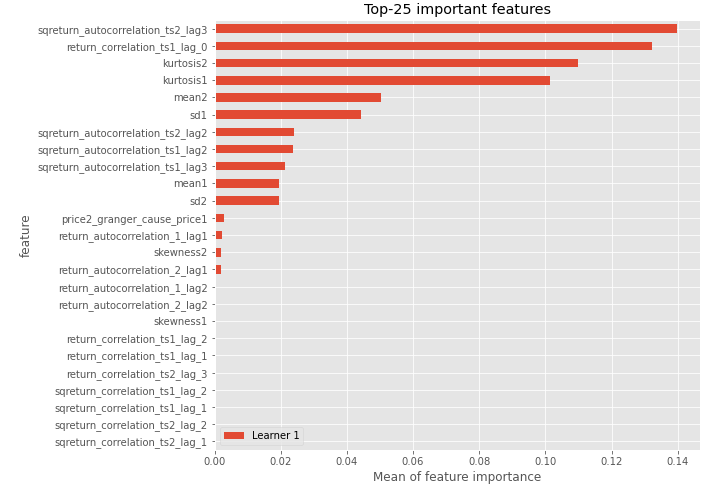 Top-25 important features
sqreturn_autocorrelation_ts2_lag3
return_correlation_ts1_lag_0
kurtosis2
kurtosis1
mean2
sd1
sqreturn_autocorrelation_ts2_lag2
sqreturn_autocorrelation_ts1_lag2
sqreturn_autocorrelation_ts1_lag3
mean1
sd2
price2_granger_cause_price1
return_autocorrelation_1_lag1
skewness2
return_autocorrelation_2_lag1
return_autocorrelation_1_lag2
return_autocorrelation_2_lag2
skewness1
return_correlation_ts1_lag_2
return_correlation_ts1_lag_1
return_correlation_ts2_lag_3
sqreturn_correlation_ts1_lag_2
sqreturn_correlation_ts1_lag_1
sqreturn_correlation_ts2_lag_2
sqreturn_correlation_ts2_lag_1
feature
Learner 1
0.00 0.02 0.04 0.06 0.08 0.10 0.12 0.14
Mean of feature importance